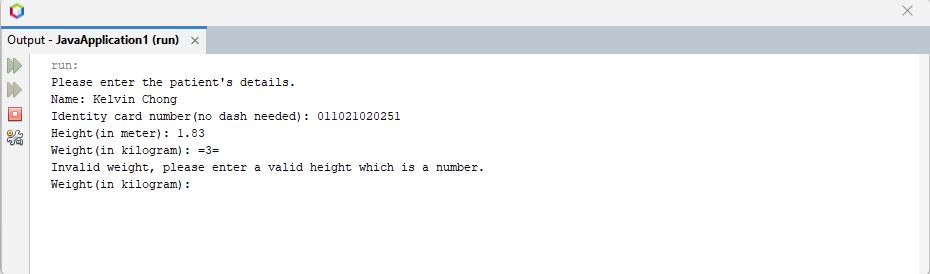 Output - JavaApplication1 (run)
run:
Please enter the patient's details.
Name: Kelvin Chong
Identity card number(no dash needed): 011021020251
Height(in meter): 1.83
Weight(in kilogram): =3=
Invalid weight, please enter a valid height which is a number.
Weight(in kilogram):